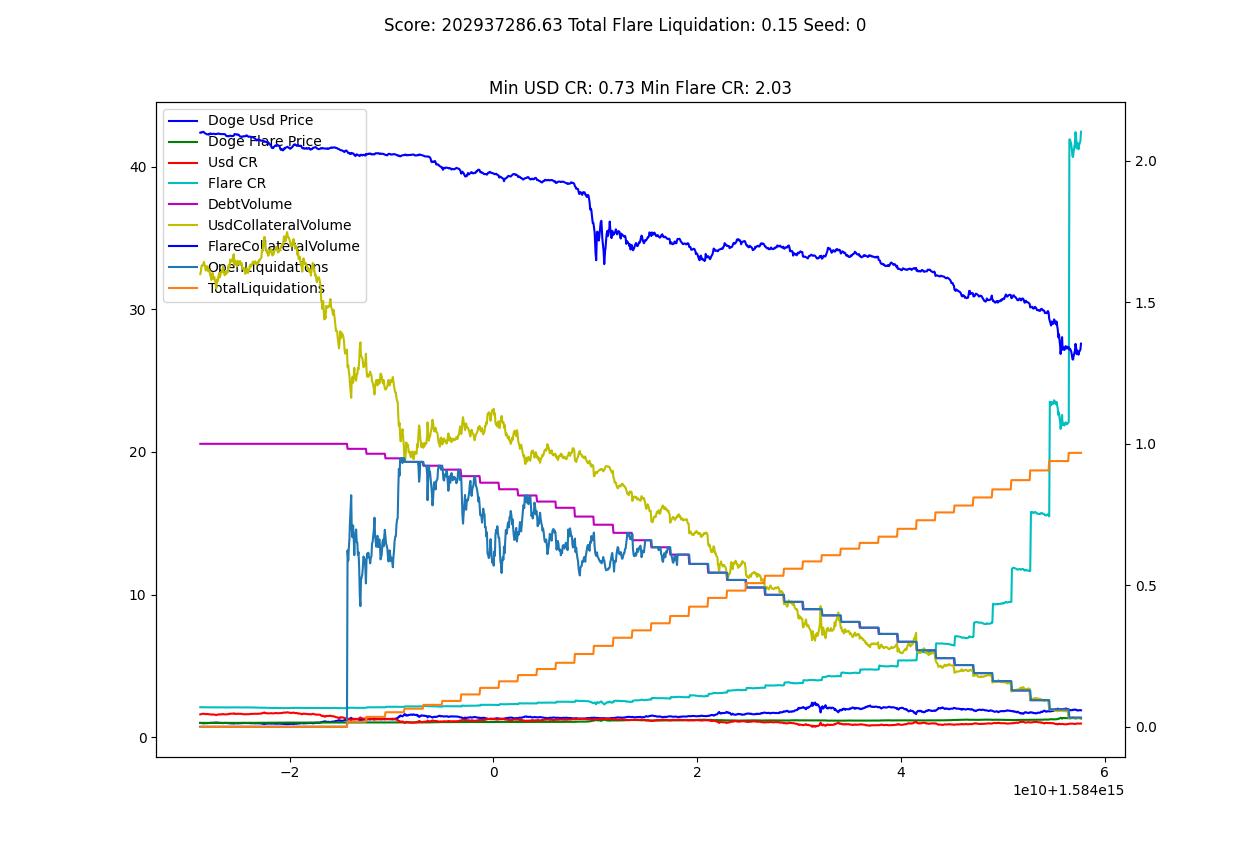 Score: 202937286.63 Total Flare Liquidation: 0.15 Seed: 0
Min USD CR: 0.73 Min Flare CR: 2.03
Doge Usd Price
Doge Flare Price
Usd CR
Flare CR
DebtVolume
UsdCollateralVolume
FlareCollateralVolume
OpenLiquidations
TotalLiquidations
40
30
20
10
0
2.0
1.5
1.0
0.5
0.0
−2
0
2
4
6
1e10+1.584e15